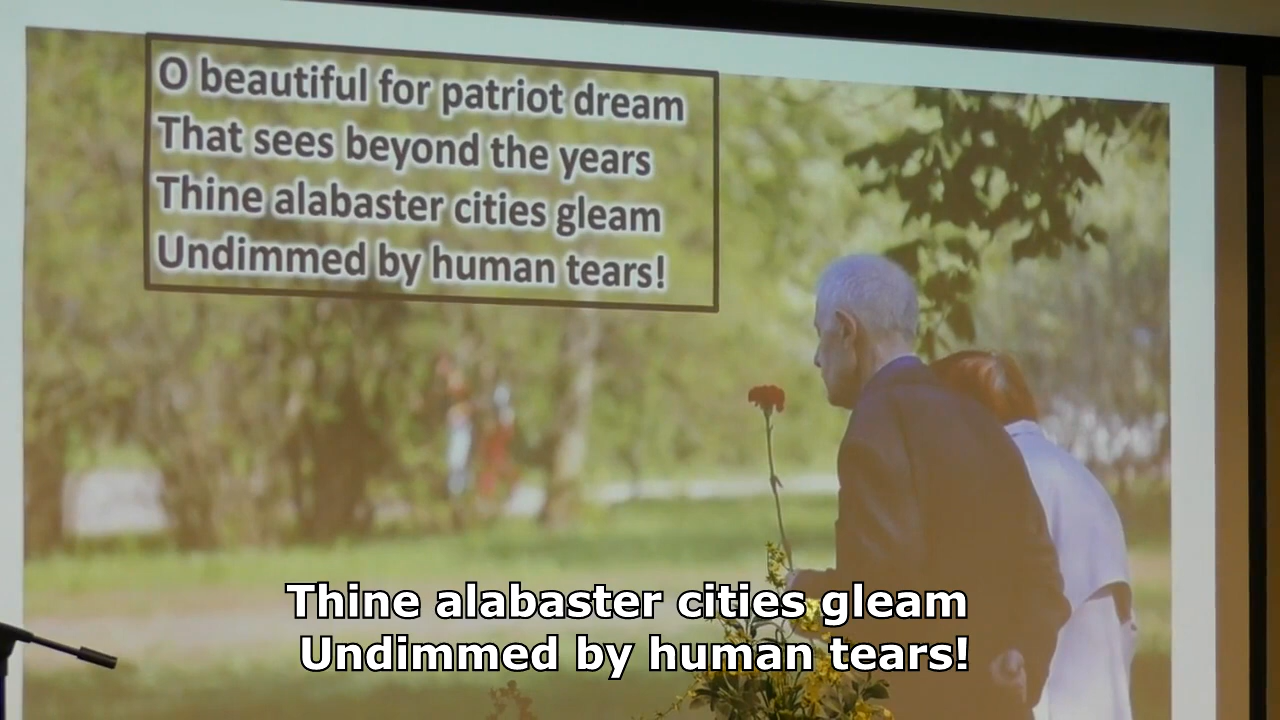 O beautiful for patriot dream
That sees beyond the years
Thine alabaster cities gleam
Undimmed by human tears!
Thine alabaster cities gleam
Undimmed by human tears!